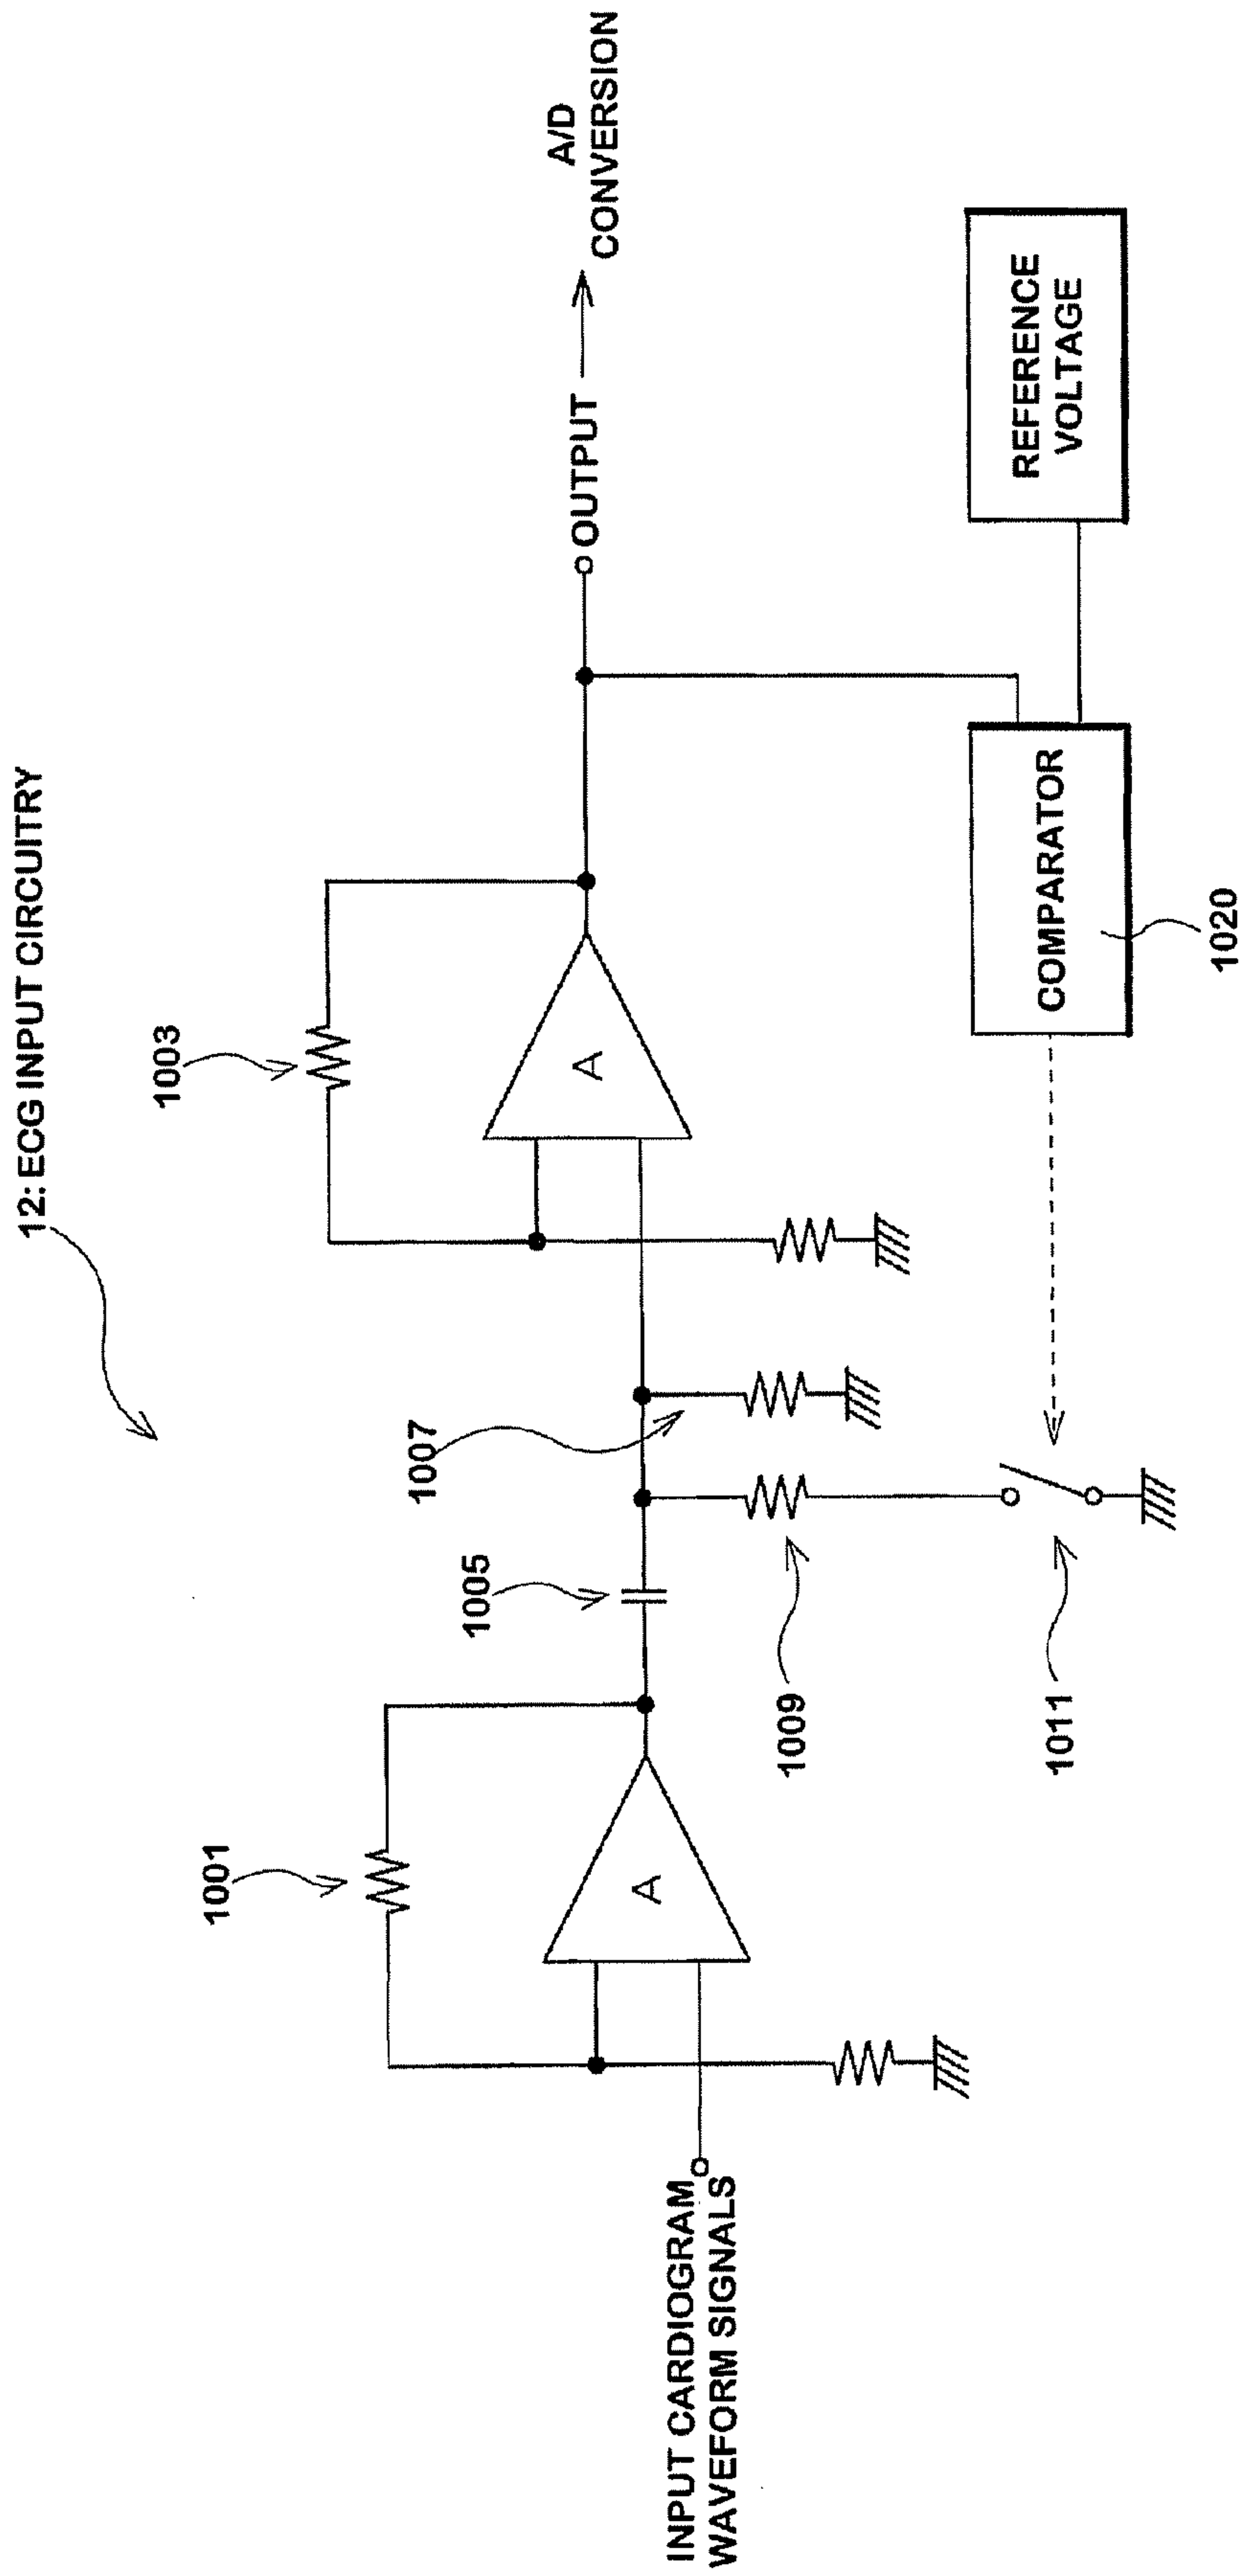 12: ECG INPUT CIRCUITRY
1001
1003
1005
1007
1009
1011
A
A
INPUT CARDIOGRAM
WAVEFORM SIGNALS
OUTPUT
A/D
CONVERSION
COMPARATOR
1020
REFERENCE
VOLTAGE